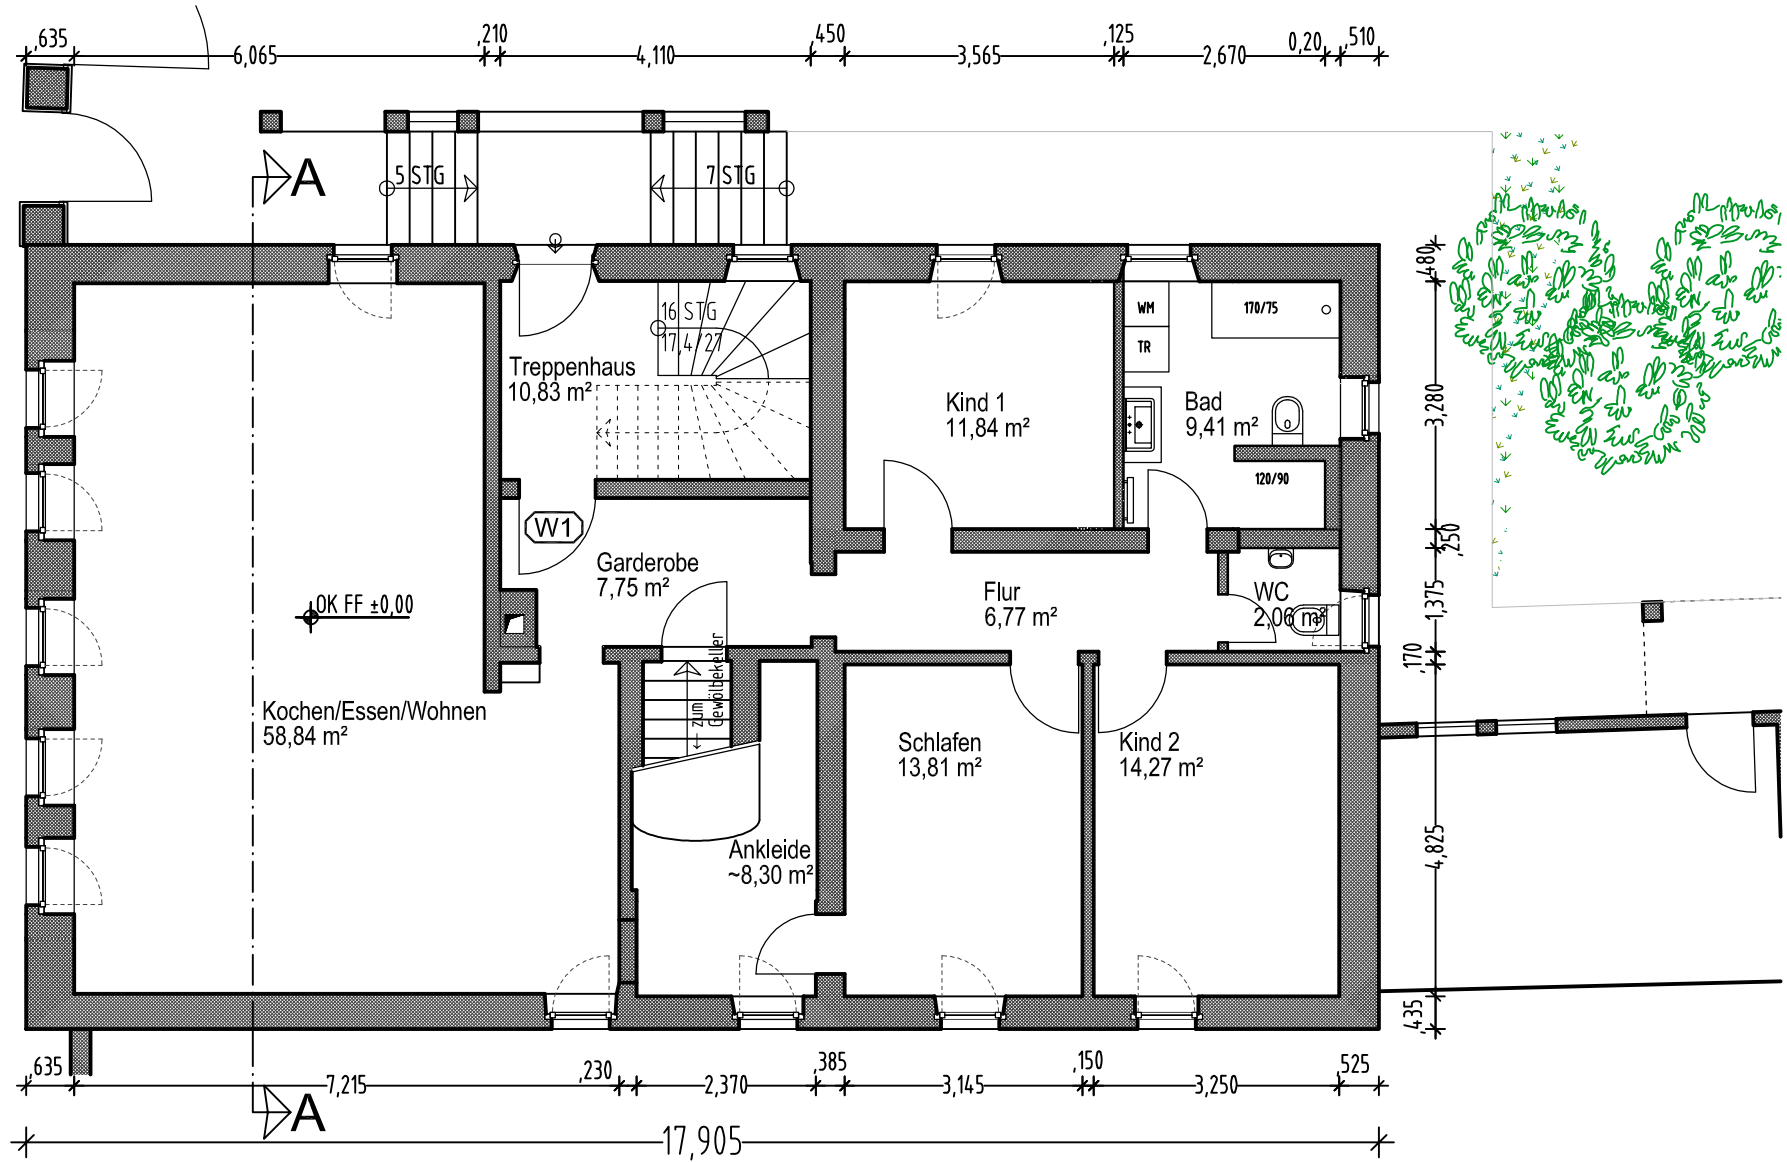 ,635
6,065
,210
4,110
,450
3,565
,125
2,670
0,20
,510
A
5 STG
7 STG
16 STG
17,4/27
Treppenhaus
10,83 m²
WM
TR
170/75
Kind 1
11,84 m²
Bad
9,41 m²
120/90
W1
Garderobe
7,75 m²
Flur
6,77 m²
WC
2,06 m²
OK FF ±0,00
zum
Gewölbekeller
Kochen/Essen/Wohnen
58,84 m²
Schlafen
13,81 m²
Kind 2
14,27 m²
Ankleide
~8,30 m²
,480
3,280
,250
1,375
,170
4,825
,435
,635
7,215
,230
2,370
,385
3,145
,150
3,250
,525
A
17,905